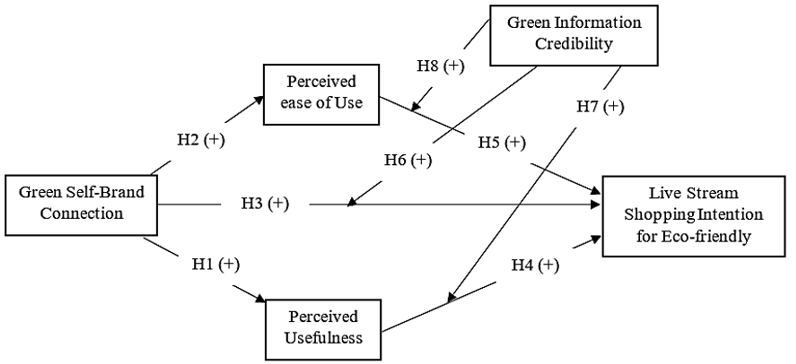 Green Information
Credibility
H8 (+)
Perceived
ease of Use
H7 (+)
H2 (+)
H5 (+)
H6 (+)
Green Self-Brand
Connection
H3 (+)
Live Stream
Shopping Intention
for Eco-friendly
H1 (+)
H4 (+)
Perceived
Usefulness